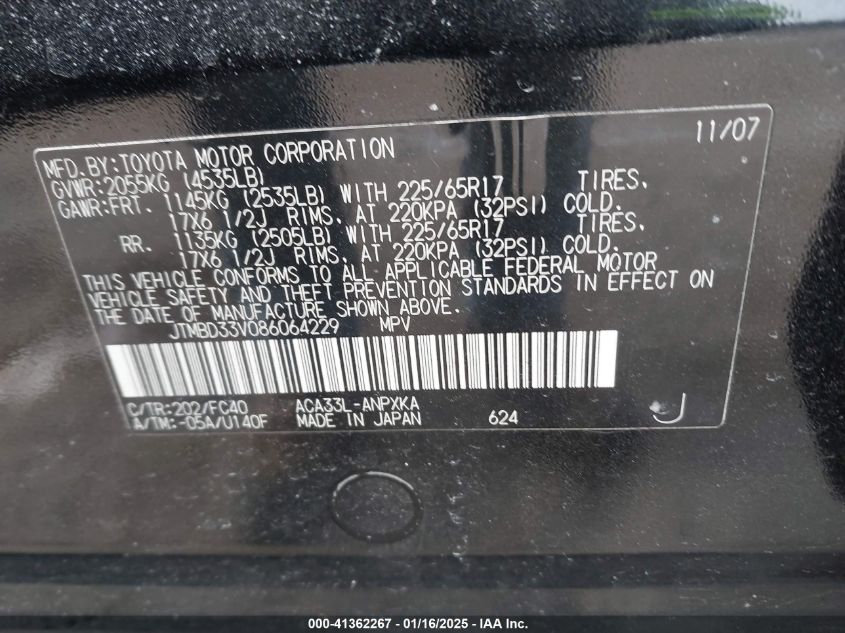 11/07
MFD.BY:TOYOTA MOTOR CORPORATION
GVWR:2055KG (4535LB)
GAWR:FRT. 1145KG (2535LB) WITH 225/65R17 TIRES,
17X6 1/2J RIMS, AT 220KPA (32PSI) COLD.
RR. 1135KG (2505LB) WITH 225/65R17 TIRES,
17X6 1/2J RIMS, AT 220KPA (32PSI) COLD.
THIS VEHICLE CONFORMS TO ALL APPLICABLE FEDERAL MOTOR
VEHICLE SAFETY AND THEFT PREVENTION STANDARDS IN EFFECT ON
THE DATE OF MANUFACTURE SHOWN ABOVE.
JTMBD33V086064229 MPV
C/TR:202/FC40 ACA33L-ANPXKA
A/TM:-05A/U140F MADE IN JAPAN 624 J
000-41362267 - 01/16/2025 - IAA Inc.